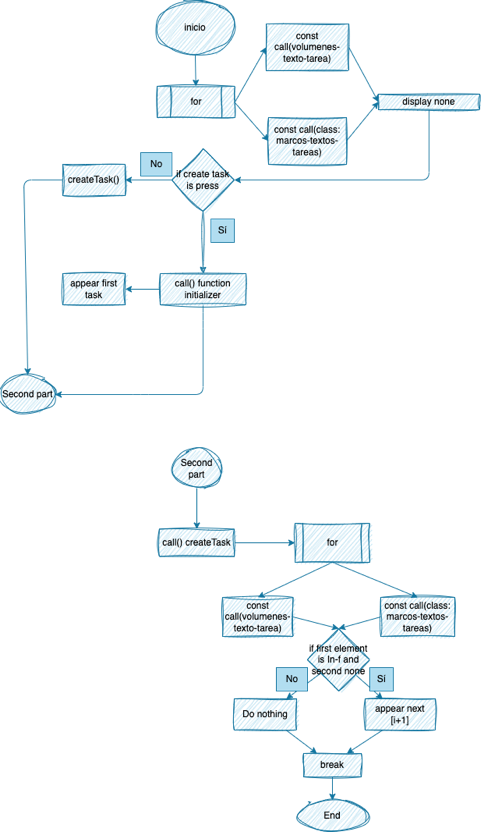 inicio
const
call(volumenes-
texto-tarea)
for
display none
const call(class:
marcos-textos-
tareas)
No
if create task
is press
createTask()
Sí
appear first
task
call() function
initializer
Second part
Second
part
call() createTask
for
const
call(volumenes-
texto-tarea)
const call(class:
marcos-textos-
tareas)
if first element
is In-f and
second none
No
Sí
Do nothing
appear next
[i+1]
break
End